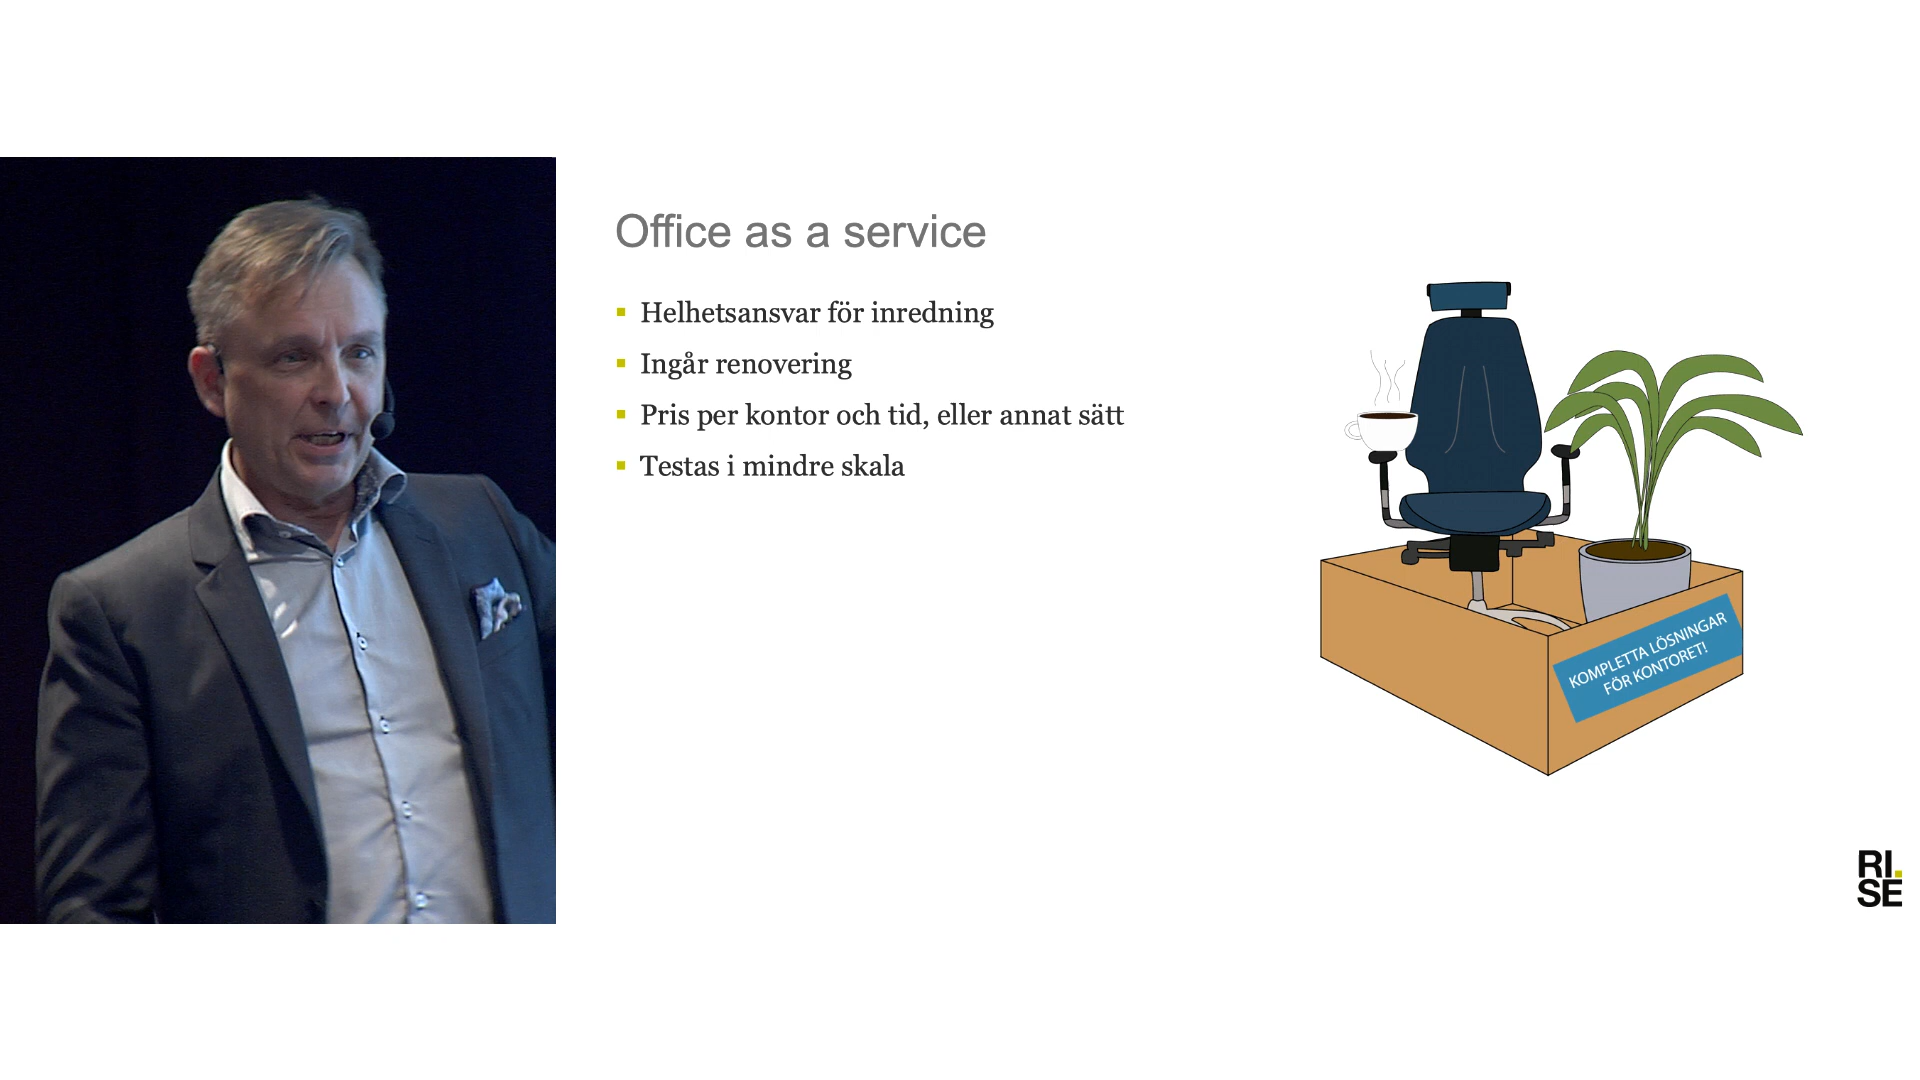 Office as a service
Helhetsansvar för inredning
Ingår renovering
Pris per kontor och tid, eller annat sätt
Testas i mindre skala
KOMPLETTA LÖSNINGAR
FÖR KONTORET!
RI.
SE